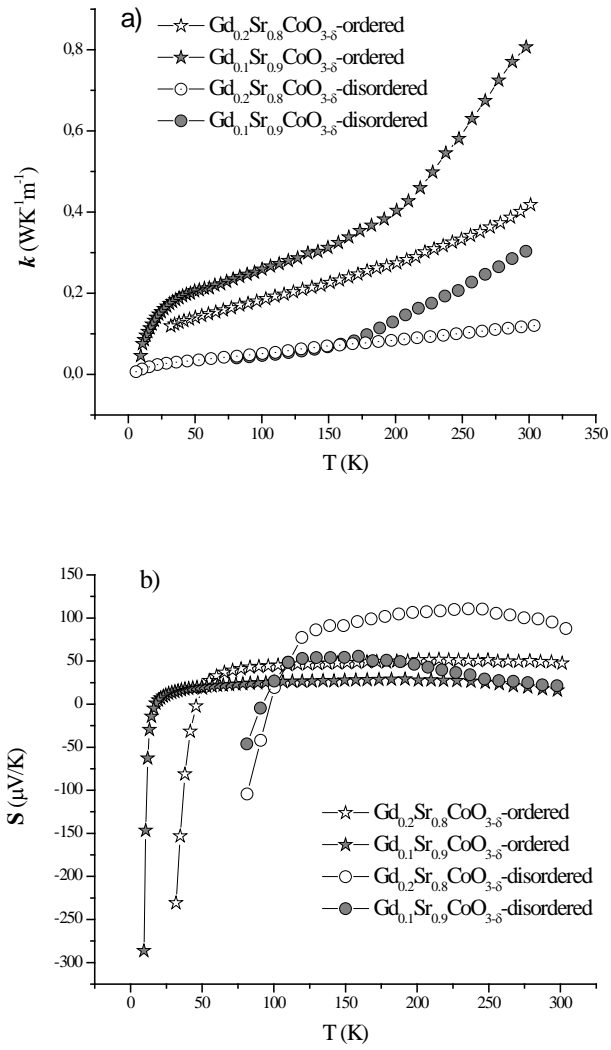 a)
Gd₀.₂Sr₀.₈CoO₃₋δ-ordered
Gd₀.₁Sr₀.₉CoO₃₋δ-ordered
Gd₀.₂Sr₀.₈CoO₃₋δ-disordered
Gd₀.₁Sr₀.₉CoO₃₋δ-disordered
0,8
0,6
0,4
0,2
0,0
k (WK⁻¹m⁻¹)
0 50 100 150 200 250 300 350
T (K)
b)
150
100
50
0
-50
-100
-150
-200
-250
-300
S (μV/K)
Gd₀.₂Sr₀.₈CoO₃₋δ-ordered
Gd₀.₁Sr₀.₉CoO₃₋δ-ordered
Gd₀.₂Sr₀.₈CoO₃₋δ-disordered
Gd₀.₁Sr₀.₉CoO₃₋δ-disordered
0 50 100 150 200 250 300
T (K)